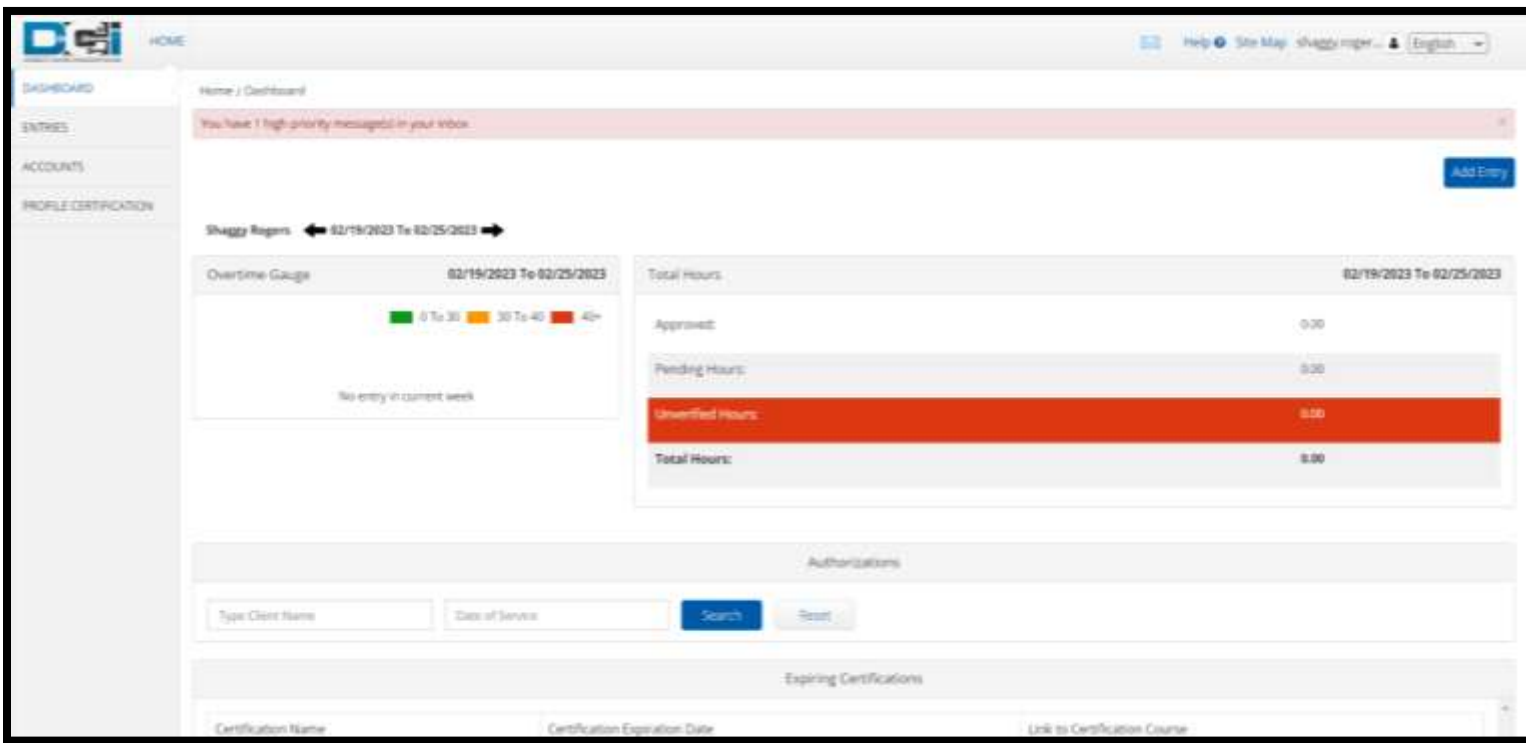 DCI HOME Help Site Map shaggy roger... English
DASHBOARD
ENTRIES
ACCOUNTS
PROFILE CERTIFICATION
Home / Dashboard
You have 1 high priority message(s) in your inbox
Add Entry
Shaggy Rogers 02/19/2023 To 02/25/2023
Overtime Gauge 02/19/2023 To 02/25/2023
0 To 30 30 To 40 40+
No entry in current week
Total Hours 02/19/2023 To 02/25/2023
Approved: 0.00
Pending Hours: 0.00
Unverified Hours: 0.00
Total Hours: 0.00
Authorizations
Type Client Name Date of Service Search Reset
Expiring Certifications
Certification Name Certification Expiration Date Link to Certification Course